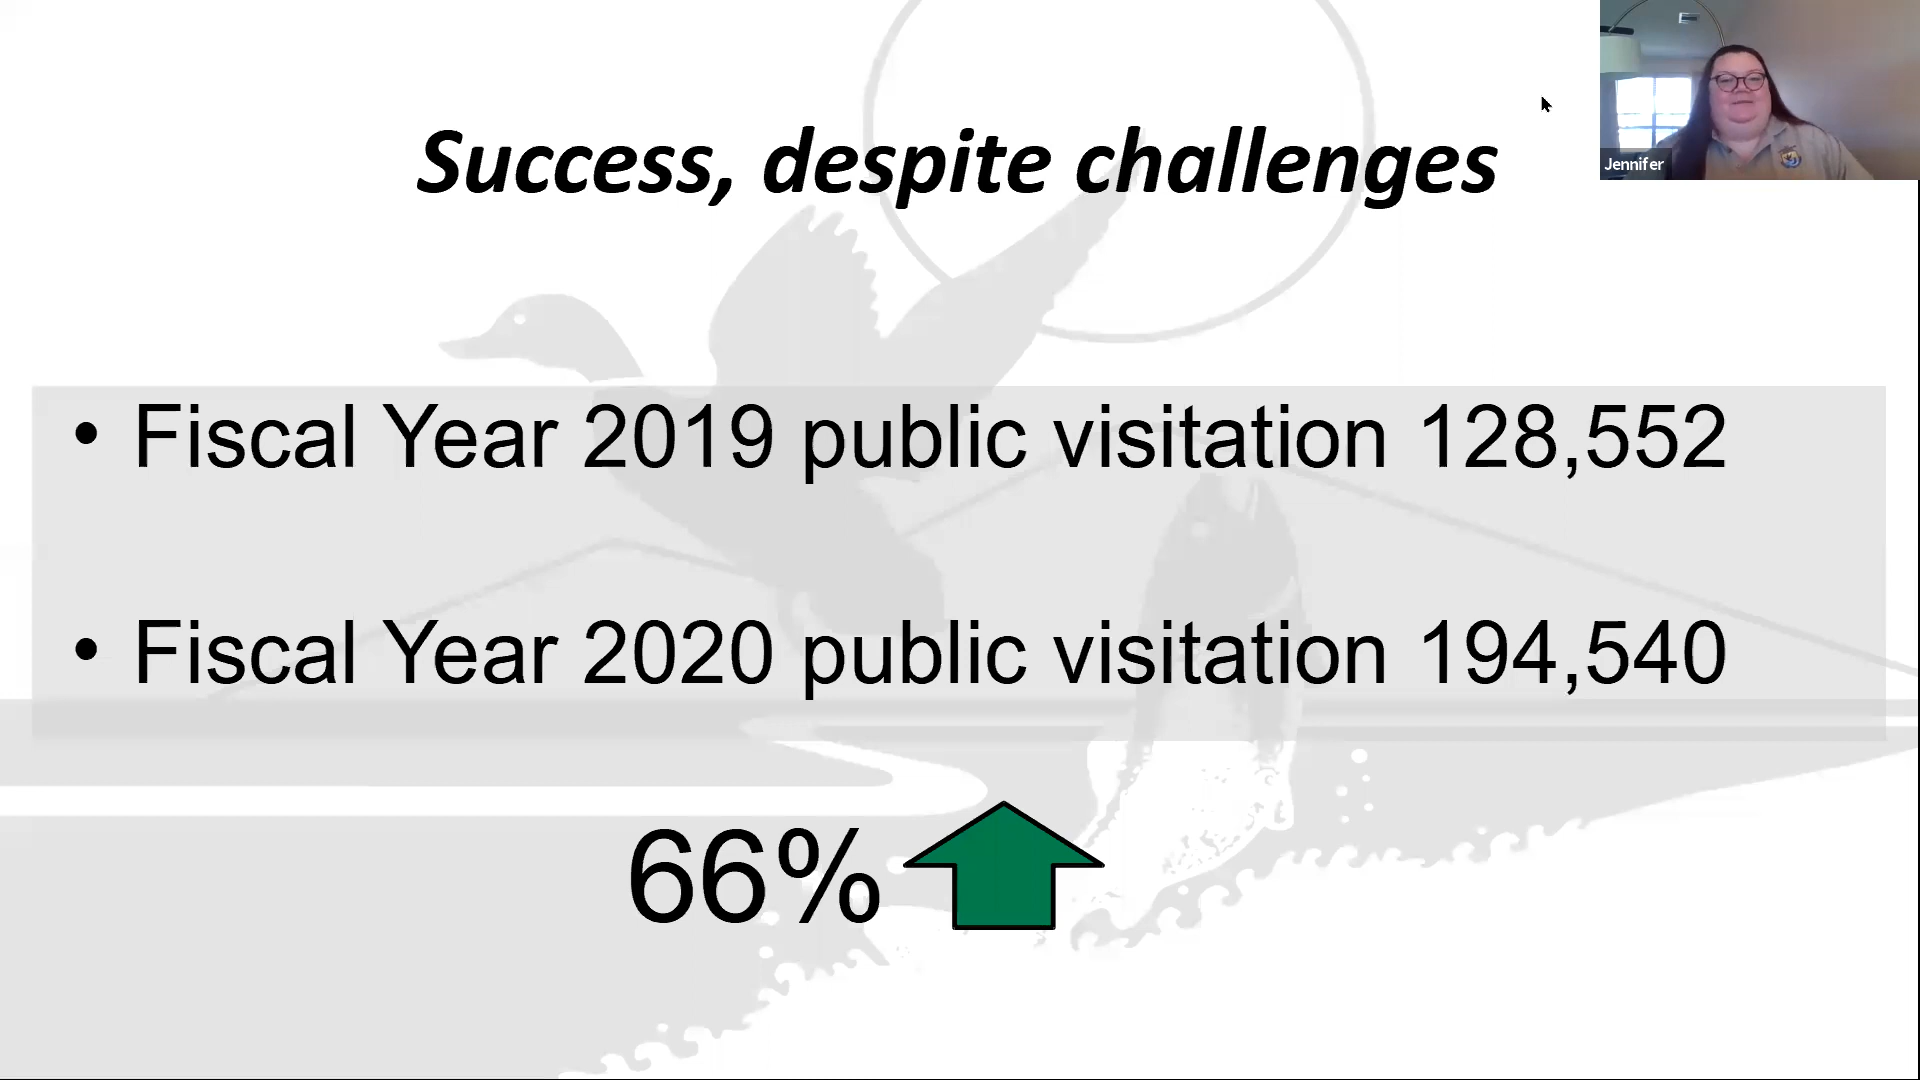 Success, despite challenges
Jennifer
• Fiscal Year 2019 public visitation 128,552
• Fiscal Year 2020 public visitation 194,540
66%